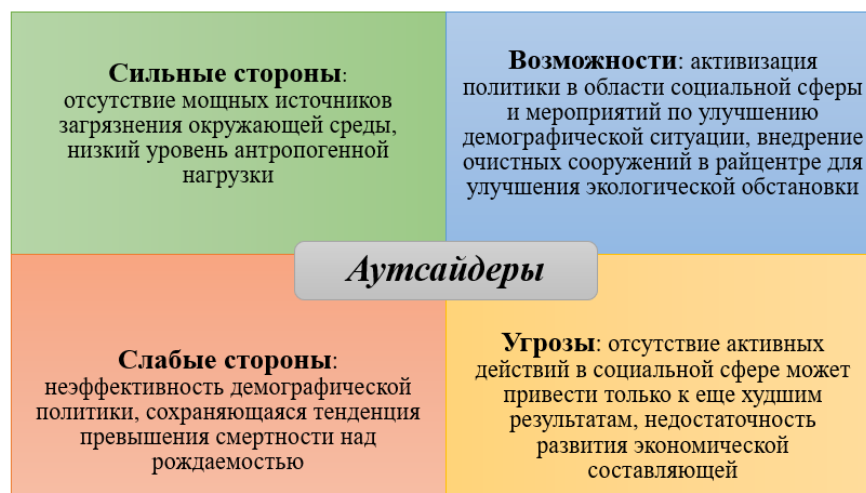 Сильные стороны:
отсутствие мощных источников
загрязнения окружающей среды,
низкий уровень антропогенной
нагрузки
Возможности: активизация
политики в области социальной сферы
и мероприятий по улучшению
демографической ситуации, внедрение
очистных сооружений в райцентре для
улучшения экологической обстановки
Аутсайдеры
Слабые стороны:
неэффективность демографической
политики, сохраняющаяся тенденция
превышения смертности над
рождаемостью
Угрозы: отсутствие активных
действий в социальной сфере может
привести только к еще худшим
результатам, недостаточность
развития экономической
составляющей